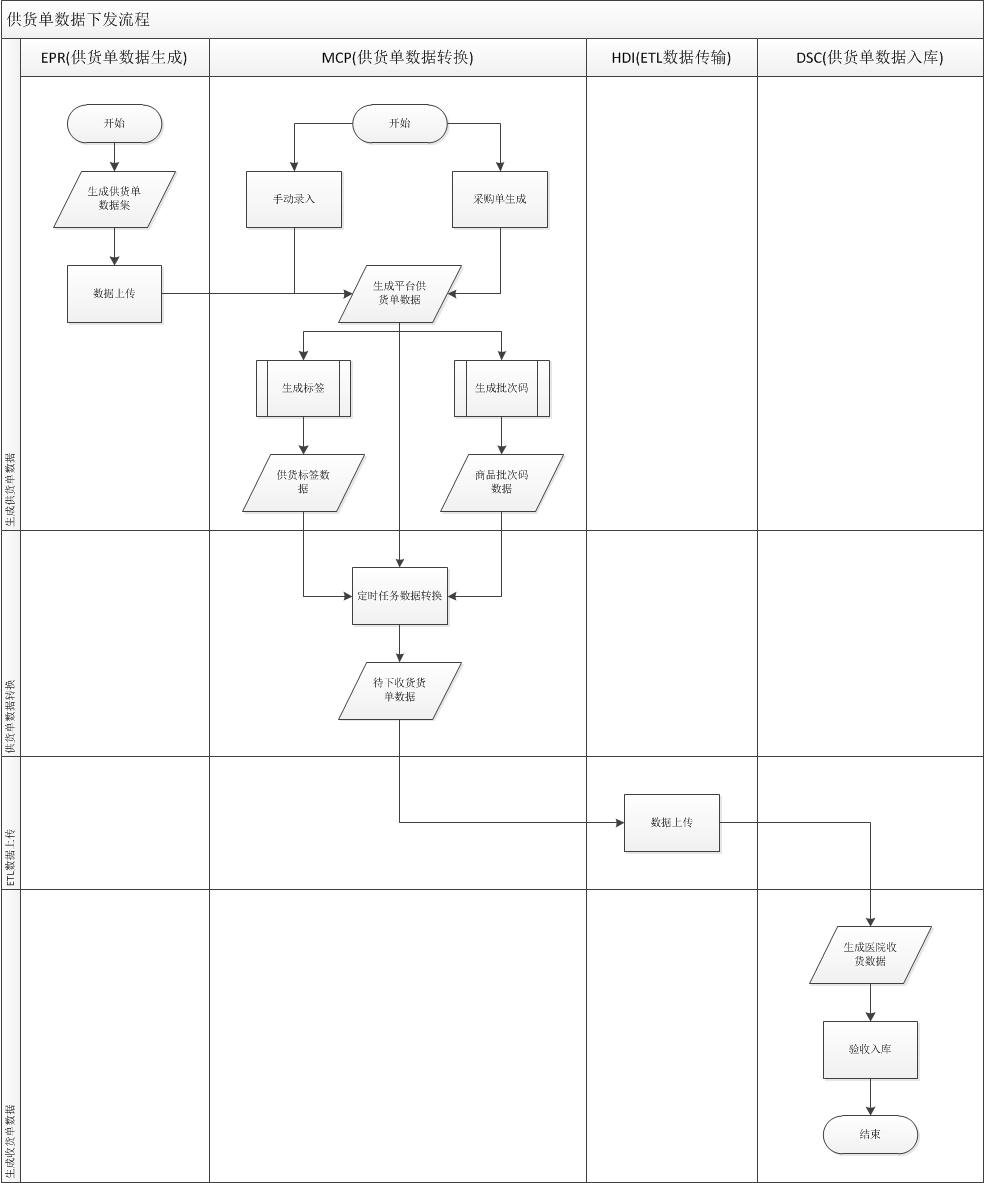 供货单数据下发流程
EPR(供货单数据生成)
MCP(供货单数据转换)
HDI(ETL数据传输)
DSC(供货单数据入库)
生成供货单数据
开始
开始
生成供货单
数据集
手动录入
采购单生成
数据上传
生成平台供
货单数据
生成标签
生成批次码
供货标签数
据
商品批次码
数据
供货单数据转换
定时任务数据转换
待下收货货
单数据
ETL数据上传
数据上传
生成收货单数据
生成医院收
货数据
验收入库
结束